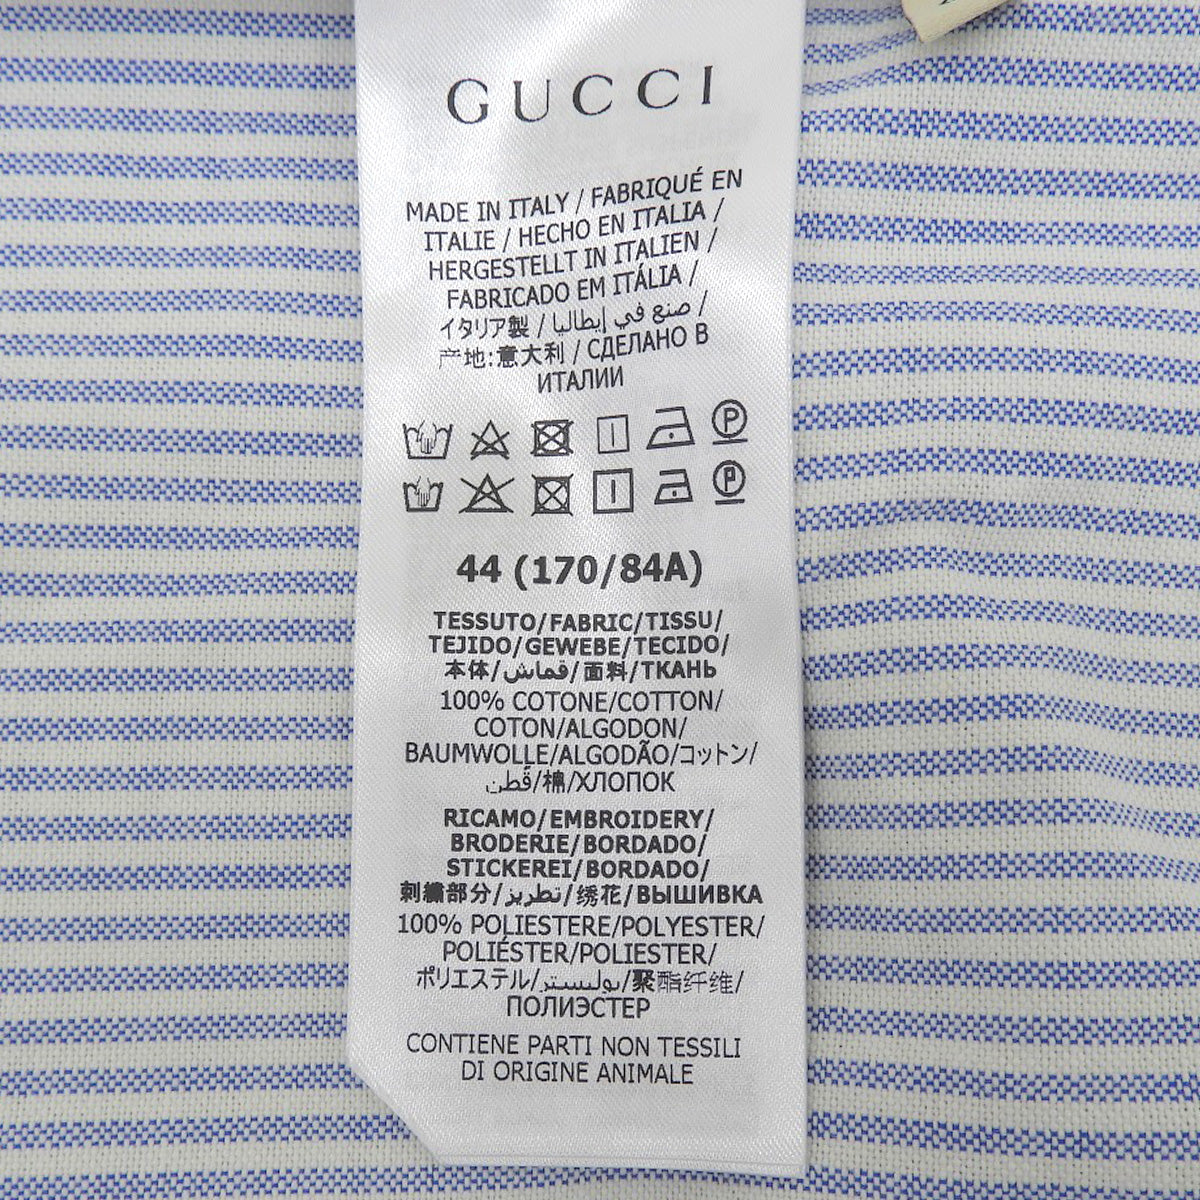 GUCCI
MADE IN ITALY / FABRIQUÉ EN
ITALIE / HECHO EN ITALIA /
HERGESTELLT IN ITALIEN /
FABRICADO EM ITÁLIA /
イタリア製 / صنع في إيطاليا /
产地:意大利 / СДЕЛАНО В
ИТАЛИИ
P
P
44 (170/84A)
TESSUTO/FABRIC/TISSU/
TEJIDO/GEWEBE/TECIDO/
本体/قماش/面料/ТКАНЬ
100% COTONE/COTTON/
COTON/ALGODON/
BAUMWOLLE/ALGODÃO/コットン/
قطن/棉/ХЛОПОК
RICAMO/EMBROIDERY/
BRODERIE/BORDADO/
STICKEREI/BORDADO/
刺繍部分/تطريز/绣花/ВЫШИВКА
100% POLIESTERE/POLYESTER/
POLIÉSTER/POLIESTER/
ポリエステル/بوليستر/聚酯纤维/
ПОЛИЭСТЕР
CONTIENE PARTI NON TESSILI
DI ORIGINE ANIMALE